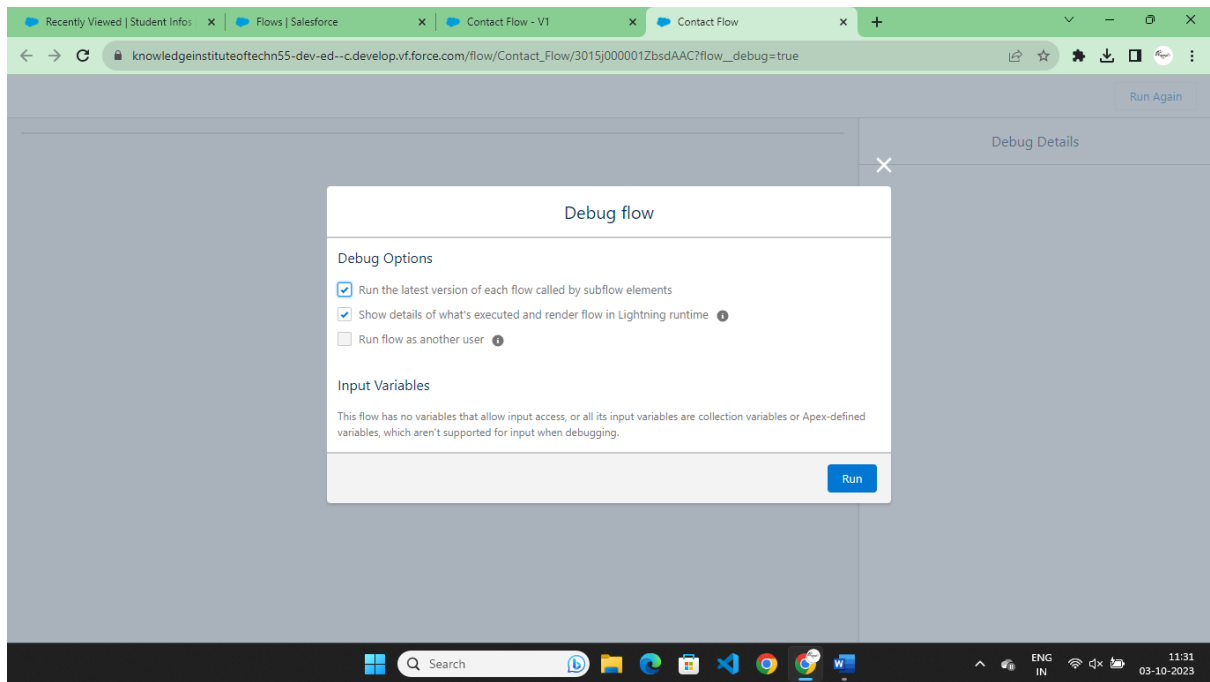 Recently Viewed | Student Infos
Flows | Salesforce
Contact Flow - V1
Contact Flow
knowledgeinstituteoftechn55-dev-ed--c.develop.vf.force.com/flow/Contact_Flow/3015j000001ZbsdAAC?flow__debug=true
Run Again
Debug Details
Debug flow
Debug Options
Run the latest version of each flow called by subflow elements
Show details of what's executed and render flow in Lightning runtime
Run flow as another user
Input Variables
This flow has no variables that allow input access, or all its input variables are collection variables or Apex-defined
variables, which aren't supported for input when debugging.
Run
Search
ENG
IN
11:31
03-10-2023